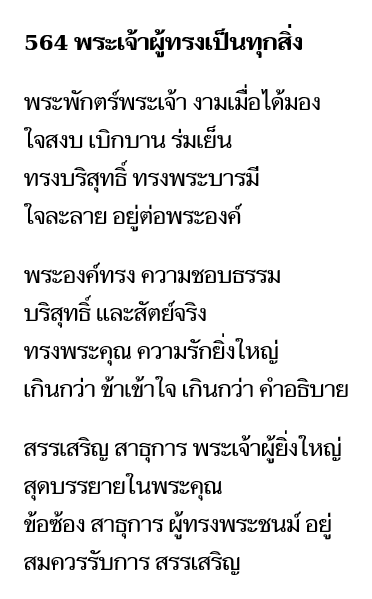 564 พระเจ้าผู้ทรงเป็นทุกสิ่ง
พระพักตร์พระเจ้า งามเมื่อได้มอง
ใจสงบ เบิกบาน ร่มเย็น
ทรงบริสุทธิ์ ทรงพระบารมี
ใจละลาย อยู่ต่อพระองค์
พระองค์ทรง ความชอบธรรม
บริสุทธิ์ และสัตย์จริง
ทรงพระคุณ ความรักยิ่งใหญ่
เกินกว่า ข้าเข้าใจ เกินกว่า คำอธิบาย
สรรเสริญ สาธุการ พระเจ้าผู้ยิ่งใหญ่
สุดบรรยายในพระคุณ
ข้อซ้อง สาธุการ ผู้ทรงพระชนม์ อยู่
สมควรรับการ สรรเสริญ